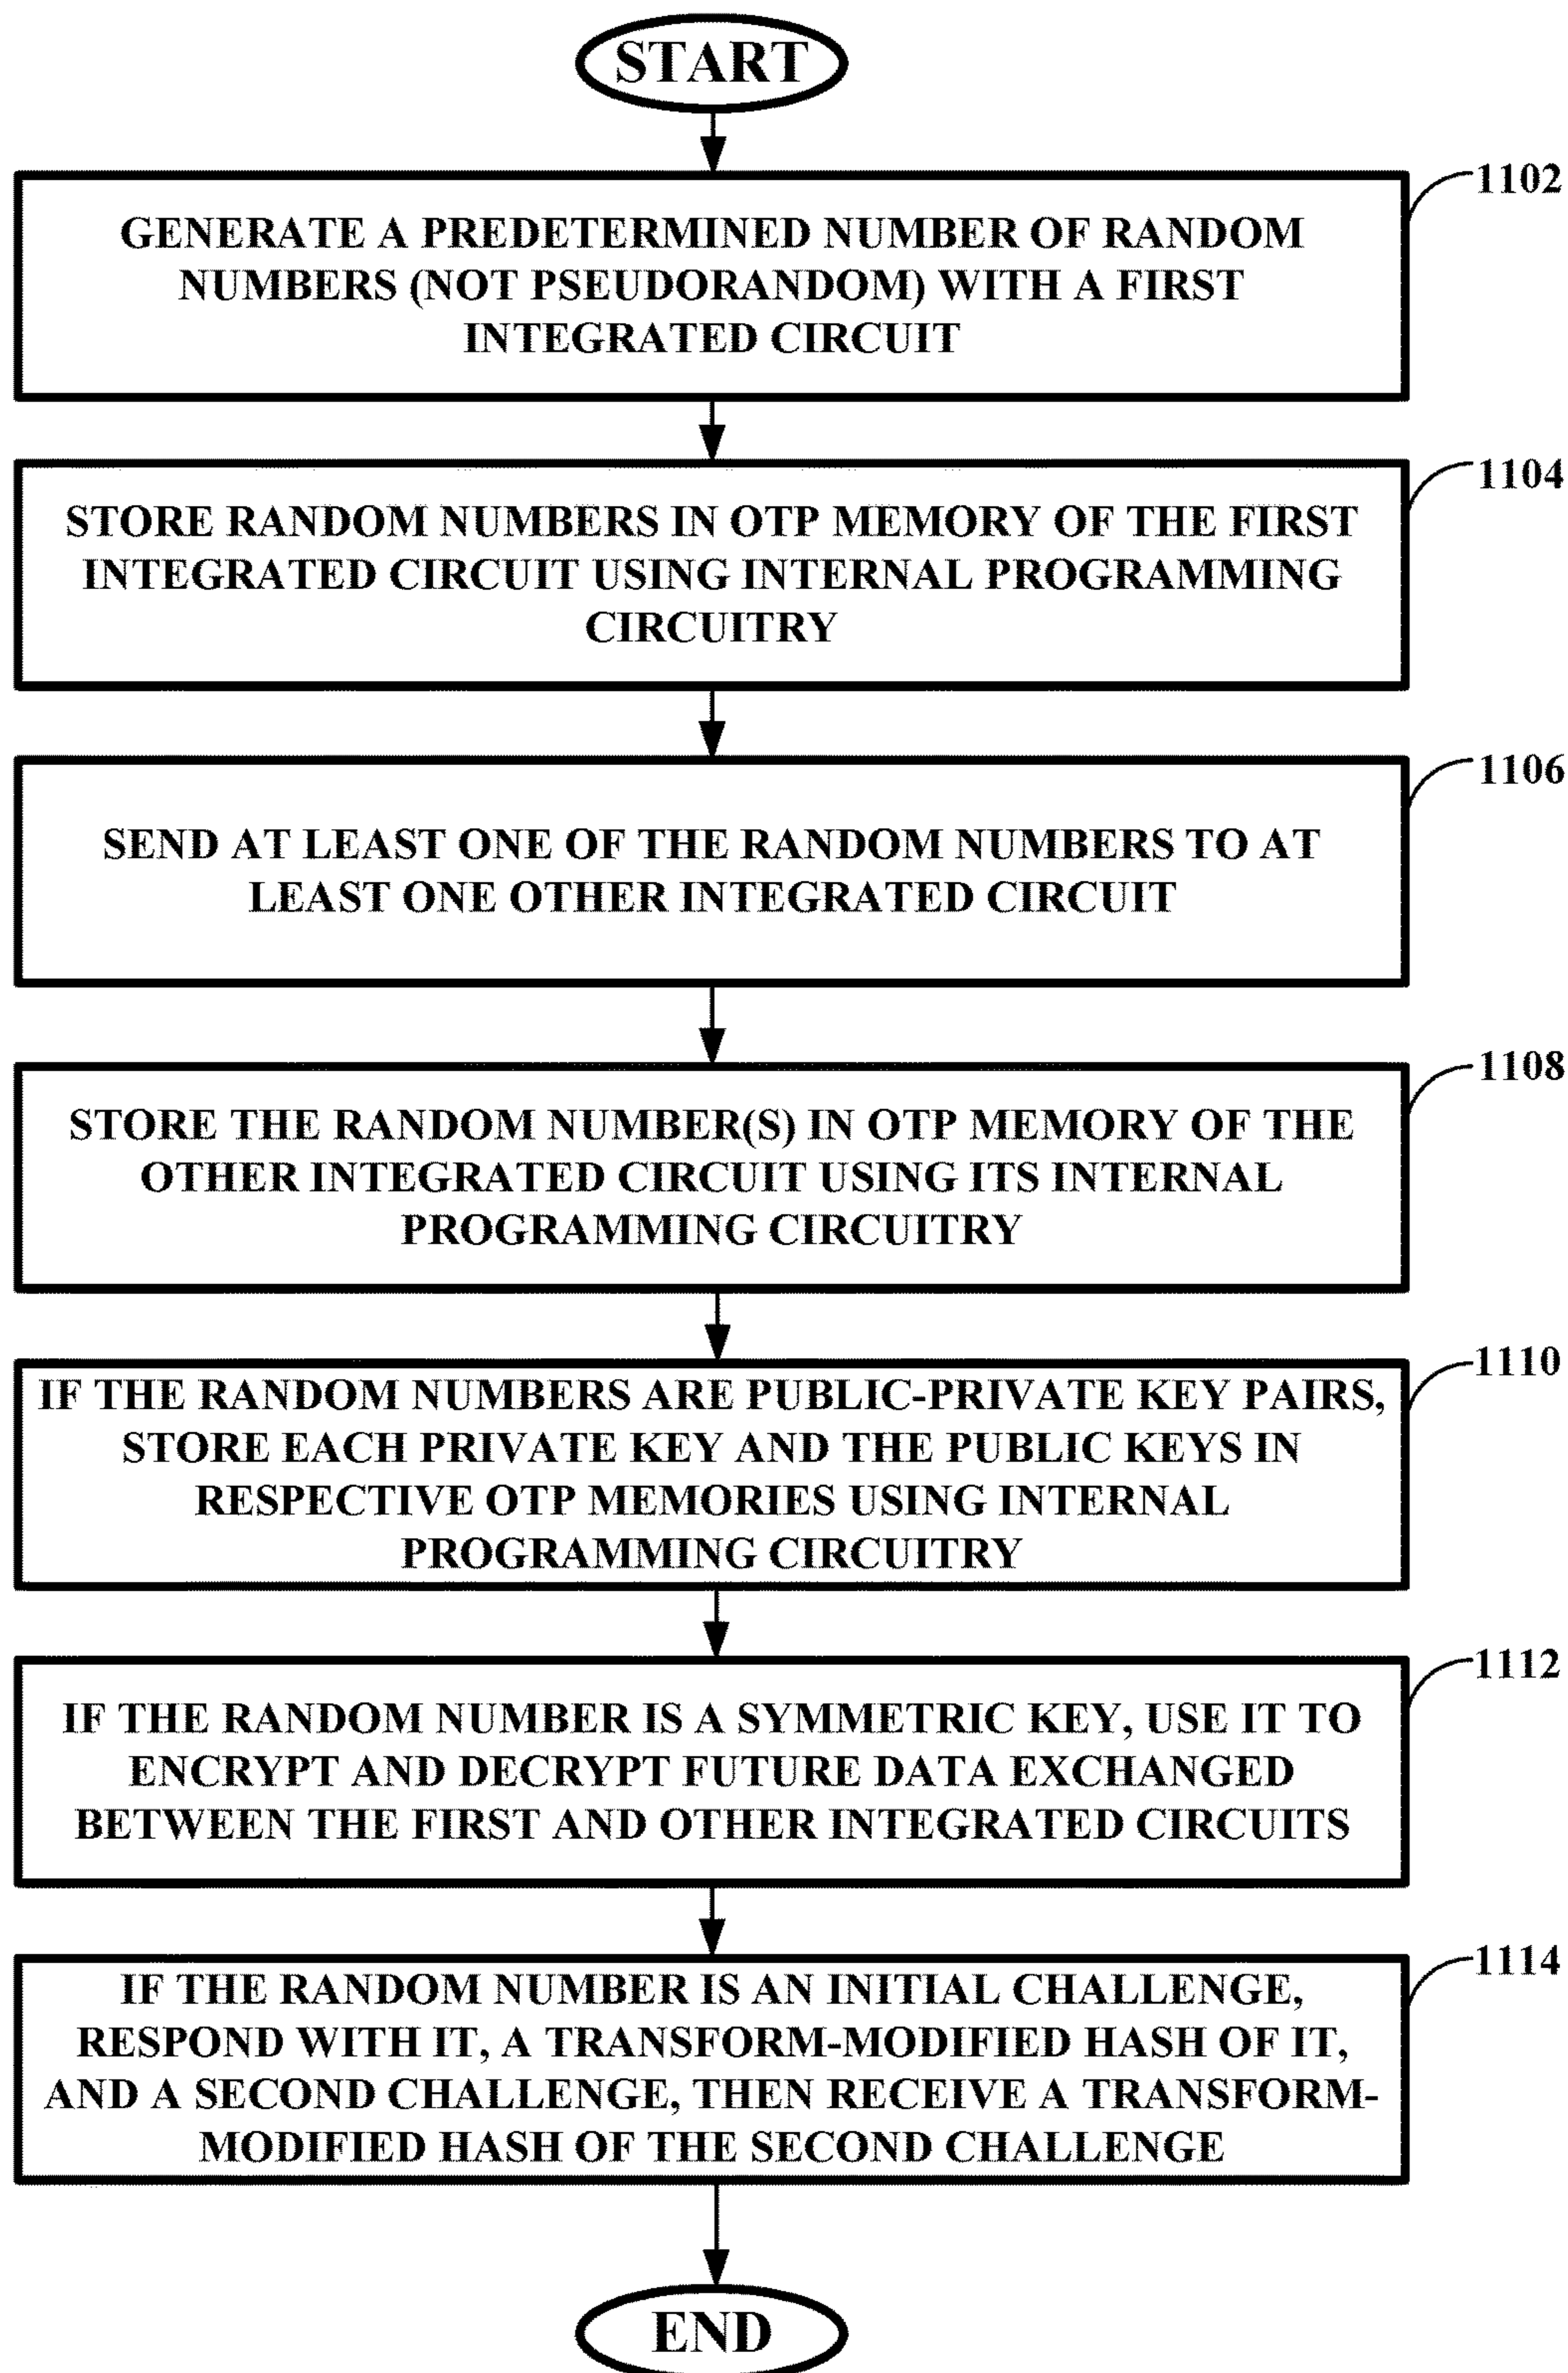 START
1102
GENERATE A PREDETERMINED NUMBER OF RANDOM
NUMBERS (NOT PSEUDORANDOM) WITH A FIRST
INTEGRATED CIRCUIT
1104
STORE RANDOM NUMBERS IN OTP MEMORY OF THE FIRST
INTEGRATED CIRCUIT USING INTERNAL PROGRAMMING
CIRCUITRY
1106
SEND AT LEAST ONE OF THE RANDOM NUMBERS TO AT
LEAST ONE OTHER INTEGRATED CIRCUIT
1108
STORE THE RANDOM NUMBER(S) IN OTP MEMORY OF THE
OTHER INTEGRATED CIRCUIT USING ITS INTERNAL
PROGRAMMING CIRCUITRY
1110
IF THE RANDOM NUMBERS ARE PUBLIC-PRIVATE KEY PAIRS,
STORE EACH PRIVATE KEY AND THE PUBLIC KEYS IN
RESPECTIVE OTP MEMORIES USING INTERNAL
PROGRAMMING CIRCUITRY
1112
IF THE RANDOM NUMBER IS A SYMMETRIC KEY, USE IT TO
ENCRYPT AND DECRYPT FUTURE DATA EXCHANGED
BETWEEN THE FIRST AND OTHER INTEGRATED CIRCUITS
1114
IF THE RANDOM NUMBER IS AN INITIAL CHALLENGE,
RESPOND WITH IT, A TRANSFORM-MODIFIED HASH OF IT,
AND A SECOND CHALLENGE, THEN RECEIVE A TRANSFORM-
MODIFIED HASH OF THE SECOND CHALLENGE
END